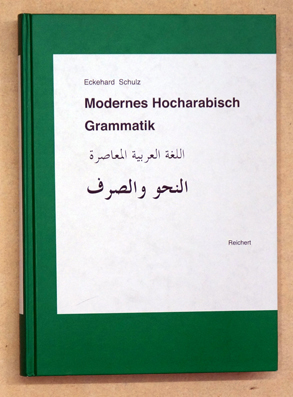 Eckehard Schulz
Modernes Hocharabisch
Grammatik
اللغة العربية المعاصرة
النحو والصرف
Reichert